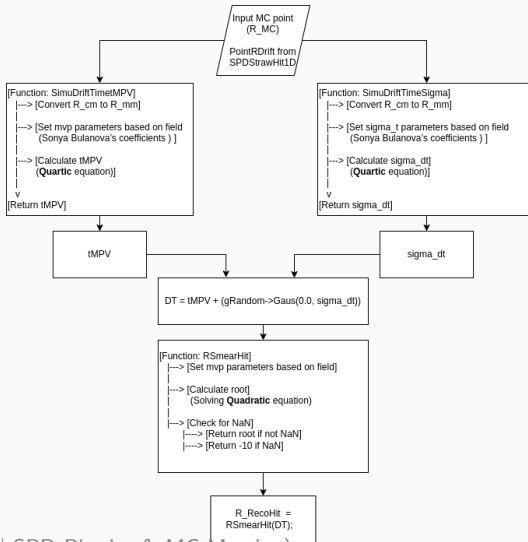 Input MC point
(R_MC)
PointRDrift from
SPDStrawHit1D
[Function: SimuDriftTimetMPV]
|---> [Convert R_cm to R_mm]
|
|---> [Set mvp parameters based on field
| (Sonya Bulanova's coefficients ) ]
|
|---> [Calculate tMPV
| (Quartic equation)]
|
v
[Return tMPV]
[Function: SimuDriftTimeSigma]
|---> [Convert R_cm to R_mm]
|
|---> [Set sigma_t parameters based on field
| (Sonya Bulanova's coefficients ) ]
|
|---> [Calculate sigma_dt]
| (Quartic equation)]
|
v
[Return sigma_dt]
tMPV
sigma_dt
DT = tMPV + (gRandom->Gaus(0.0, sigma_dt))
[Function: RSmearHit]
|---> [Set mvp parameters based on field]
|
|---> [Calculate root]
| (Solving Quadratic equation)
|
|---> [Check for NaN]
|----> [Return root if not NaN]
|----> [Return -10 if NaN]
R_RecoHit =
RSmearHit(DT);